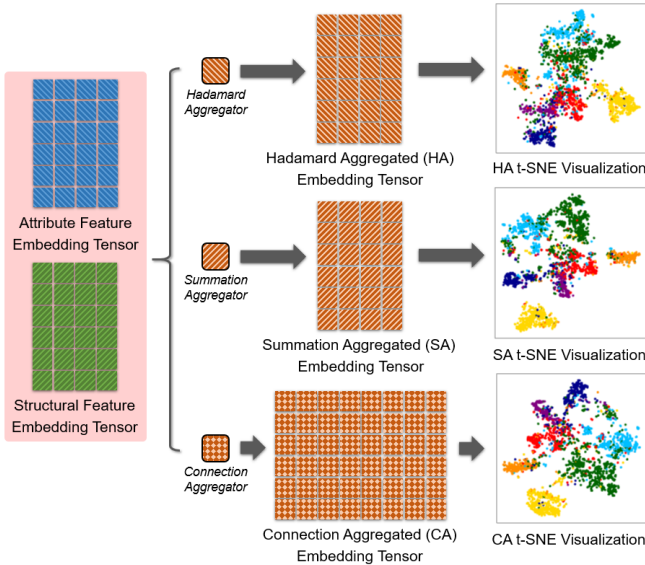 Attribute Feature
Embedding Tensor
Structural Feature
Embedding Tensor
Hadamard
Aggregator
Hadamard Aggregated (HA)
Embedding Tensor
HA t-SNE Visualization
Summation
Aggregator
Summation Aggregated (SA)
Embedding Tensor
SA t-SNE Visualization
Connection
Aggregator
Connection Aggregated (CA)
Embedding Tensor
CA t-SNE Visualization